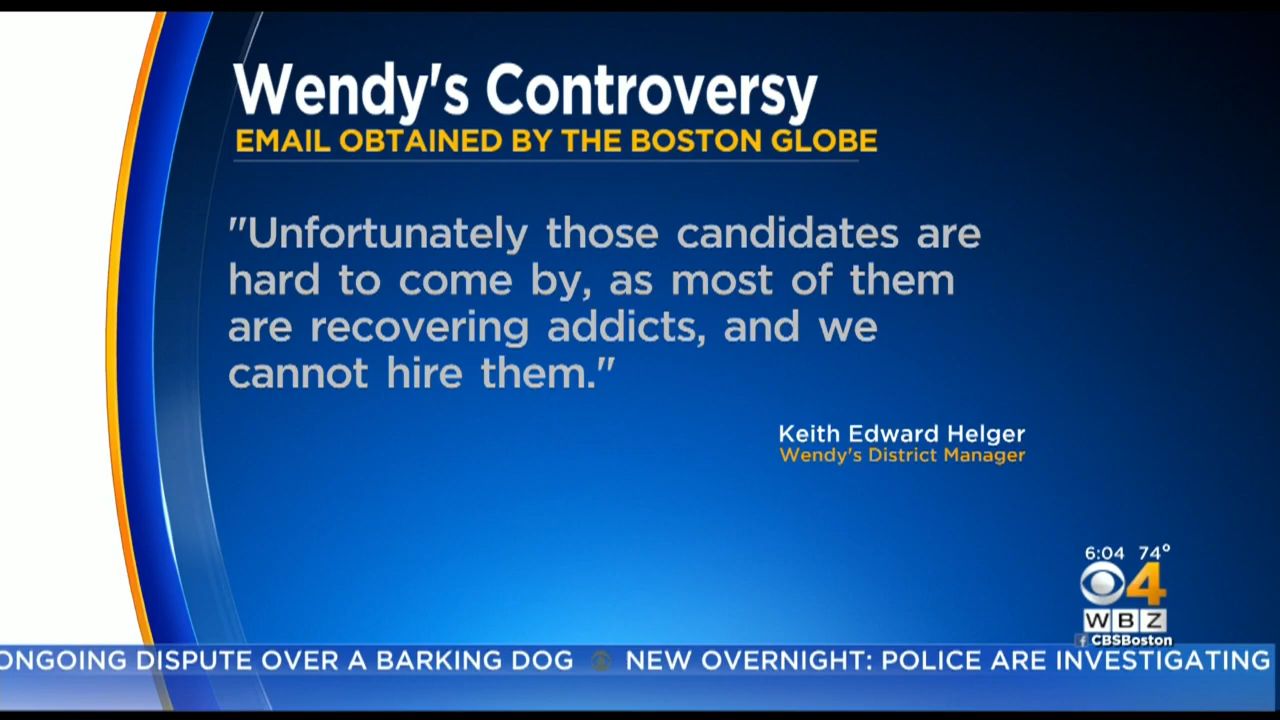 Wendy's Controversy
EMAIL OBTAINED BY THE BOSTON GLOBE
"Unfortunately those candidates are
hard to come by, as most of them
are recovering addicts, and we
cannot hire them."
Keith Edward Helger
Wendy's District Manager
6:04 74°
4
WBZ
f CBSBoston
ONGOING DISPUTE OVER A BARKING DOG NEW OVERNIGHT: POLICE ARE INVESTIGATING